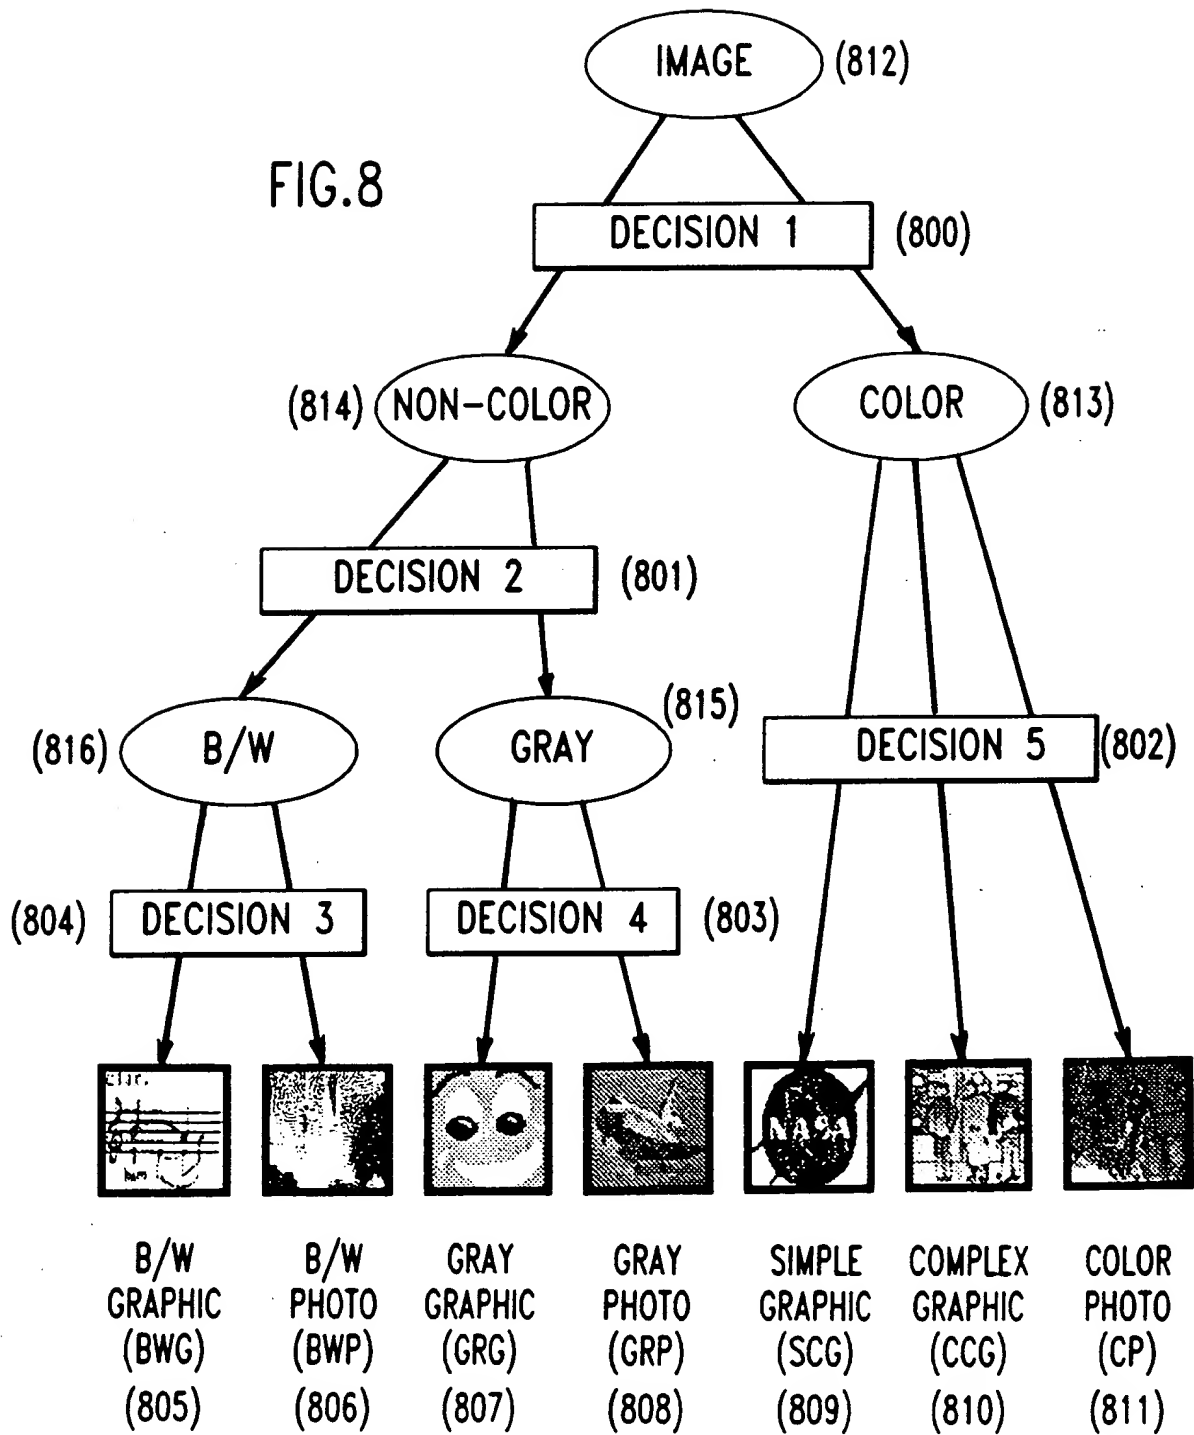 IMAGE (812)
FIG.8
DECISION 1 (800)
(814) NON-COLOR COLOR (813)
DECISION 2 (801)
(816) B/W GRAY (815) DECISION 5 (802)
(804) DECISION 3 DECISION 4 (803)
NASA
B/W GRAPHIC (BWG) (805)
B/W PHOTO (BWP) (806)
GRAY GRAPHIC (GRG) (807)
GRAY PHOTO (GRP) (808)
SIMPLE GRAPHIC (SCG) (809)
COMPLEX GRAPHIC (CCG) (810)
COLOR PHOTO (CP) (811)